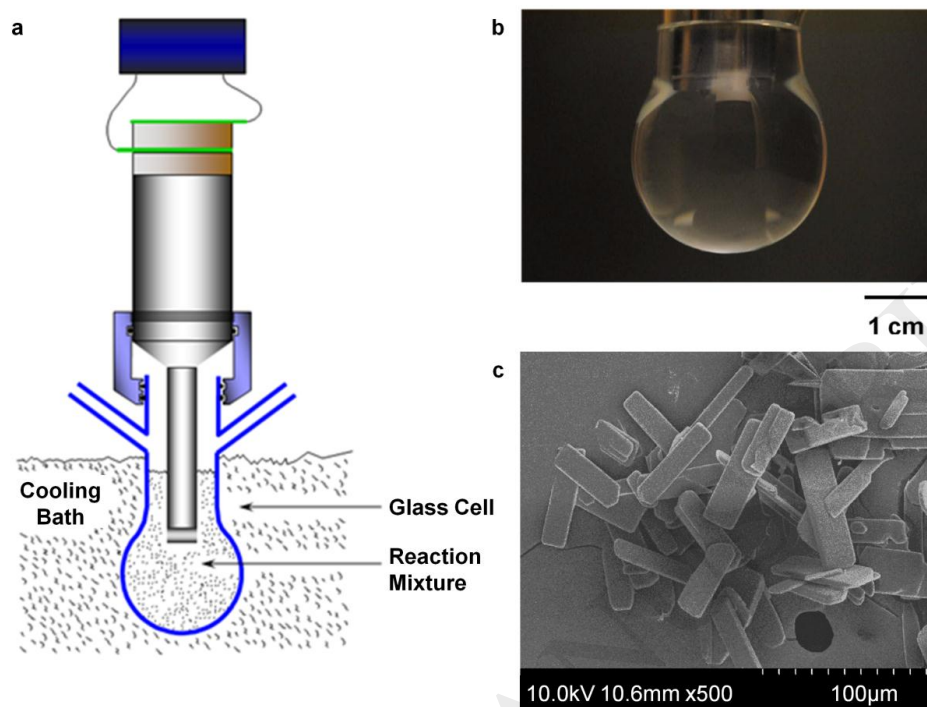 a
b
1 cm
c
Cooling
Bath
Glass Cell
Reaction
Mixture
10.0kV 10.6mm x500
100μm